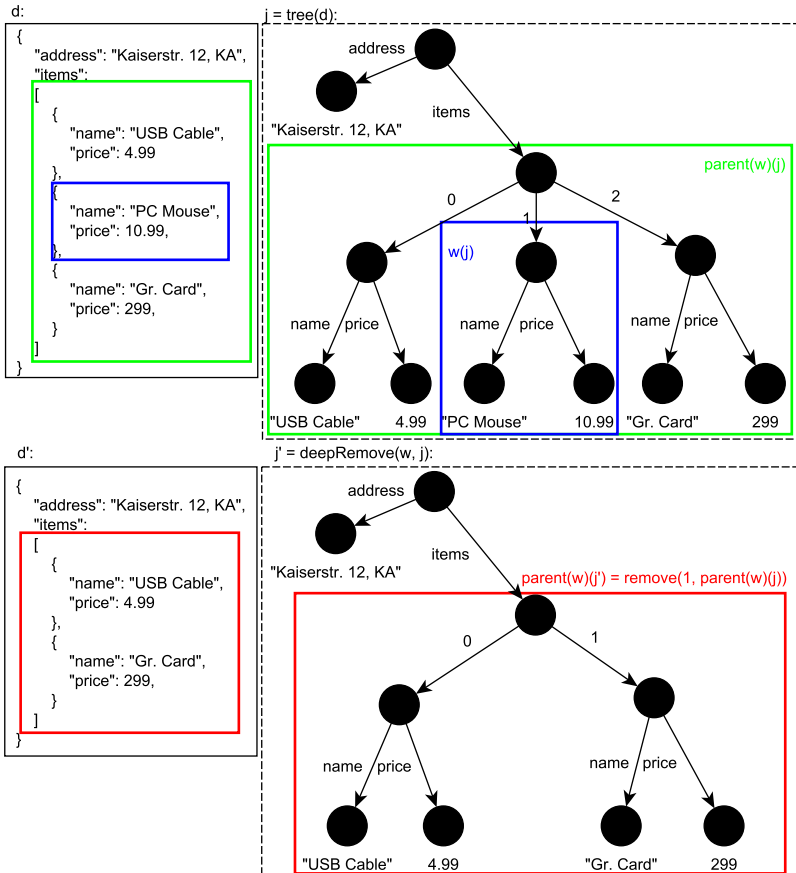 d:
{
"address": "Kaiserstr. 12, KA",
"items":
[
{
"name": "USB Cable",
"price": 4.99
},
{
"name": "PC Mouse",
"price": 10.99,
},
{
"name": "Gr. Card",
"price": 299,
}
]
}
j = tree(d):
address
items
"Kaiserstr. 12, KA"
parent(w)(j)
0
1
2
w(j)
name price
name price
name price
"USB Cable" 4.99 "PC Mouse" 10.99 "Gr. Card" 299
d':
{
"address": "Kaiserstr. 12, KA",
"items":
[
{
"name": "USB Cable",
"price": 4.99
},
{
"name": "Gr. Card",
"price": 299,
}
]
}
j' = deepRemove(w, j):
address
items
"Kaiserstr. 12, KA"
parent(w)(j') = remove(1, parent(w)(j))
0
1
name price
name price
"USB Cable" 4.99 "Gr. Card" 299